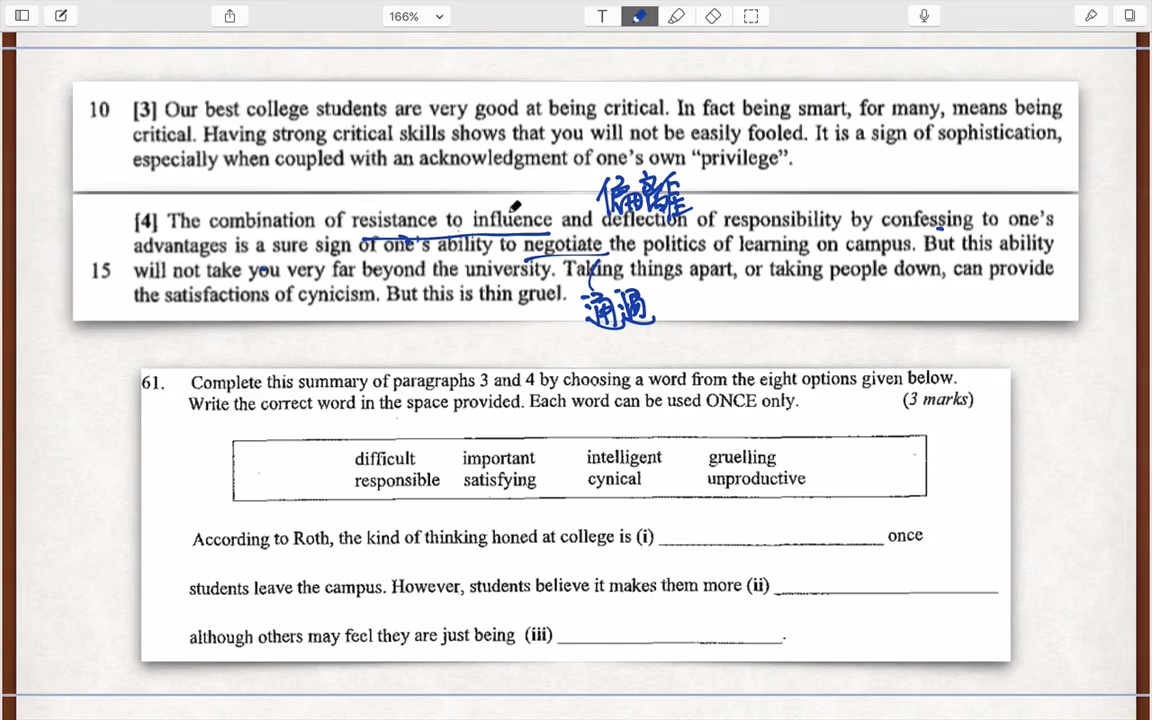 166%
T
10 [3] Our best college students are very good at being critical. In fact being smart, for many, means being
critical. Having strong critical skills shows that you will not be easily fooled. It is a sign of sophistication,
especially when coupled with an acknowledgment of one's own “privilege”.
偏離
[4] The combination of resistance to influence and deflection of responsibility by confessing to one's
advantages is a sure sign of one's ability to negotiate the politics of learning on campus. But this ability
15 will not take you very far beyond the university. Taking things apart, or taking people down, can provide
the satisfactions of cynicism. But this is thin gruel.
通過
61. Complete this summary of paragraphs 3 and 4 by choosing a word from the eight options given below.
Write the correct word in the space provided. Each word can be used ONCE only. (3 marks)
difficult important intelligent gruelling
responsible satisfying cynical unproductive
According to Roth, the kind of thinking honed at college is (i) ____________________ once
students leave the campus. However, students believe it makes them more (ii) ____________________
although others may feel they are just being (iii) ____________________.